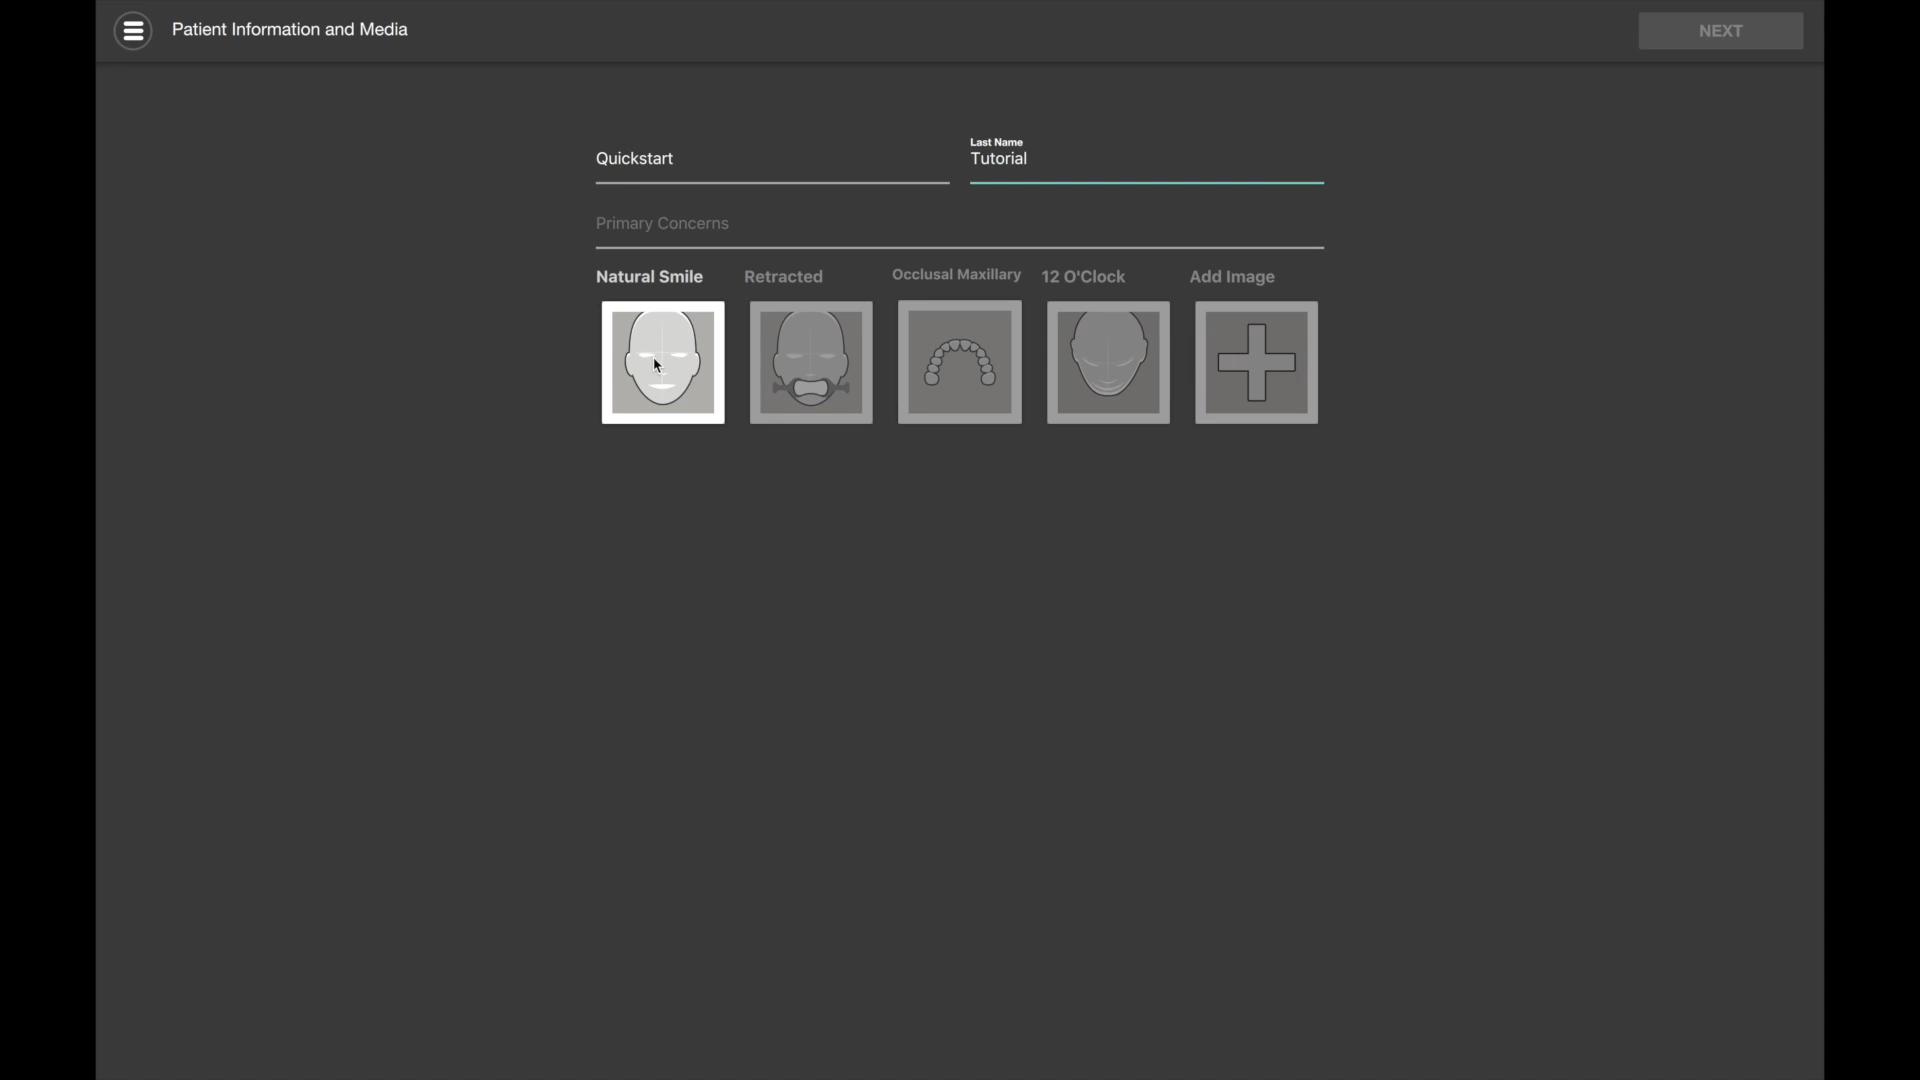 Patient Information and Media
NEXT
Last Name
Quickstart
Tutorial
Primary Concerns
Natural Smile
Retracted
Occlusal Maxillary
12 O'Clock
Add Image